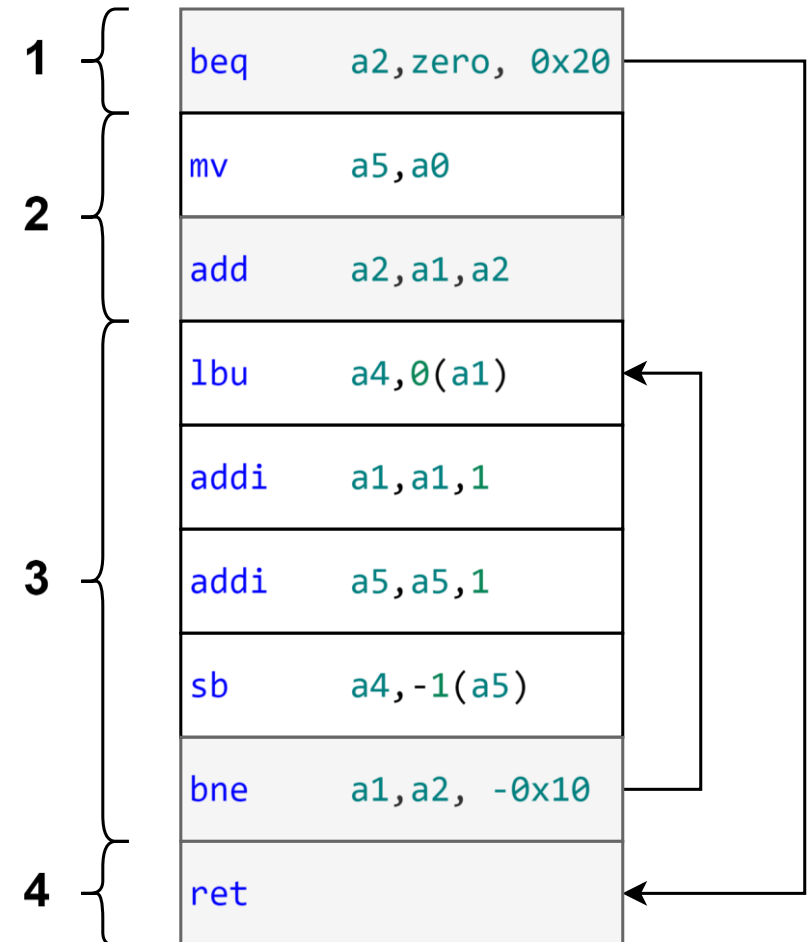 1
beq a2,zero, 0x20
2
mv a5,a0
add a2,a1,a2
3
lbu a4,0(a1)
addi a1,a1,1
addi a5,a5,1
sb a4,-1(a5)
bne a1,a2, -0x10
4
ret